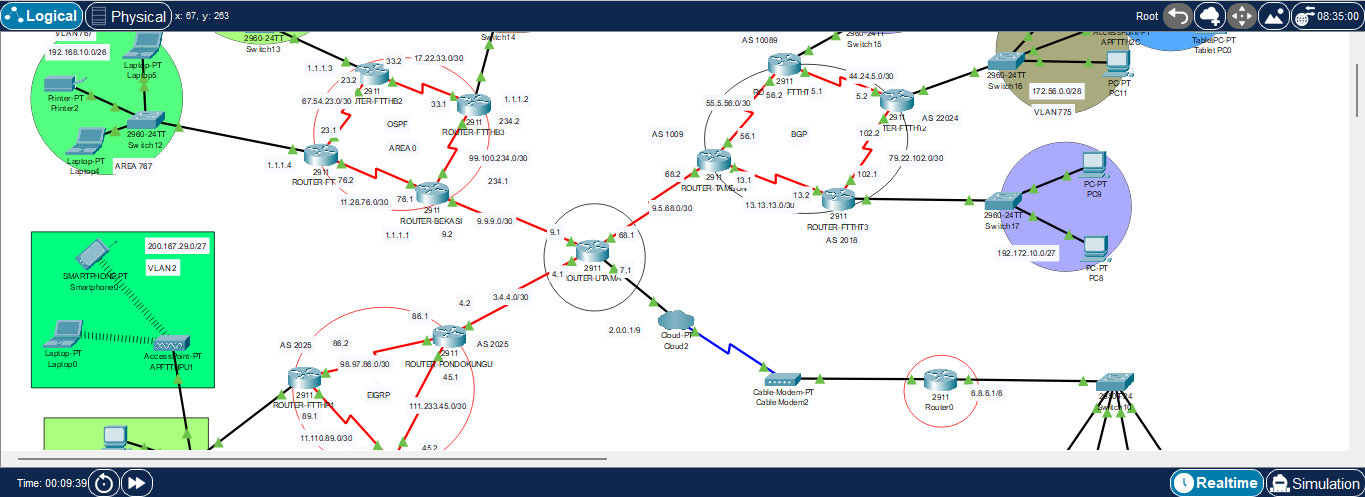 Logical
Physical
x: 67, y: 263
Root
08:35:00
VLAN767
192.168.10.0/26
Laptop-PT
Laptop5
Printer-PT
Printer2
2960-24TT
Switch12
Laptop-PT
Laptop4
AREA 767
2960-24TT
Switch13
Switch14
1.1.1.3
33.2
17.22.33.0/30
23.2
2911
TER-FTTHB2
67.54.23.0/30
33.1
1.1.1.2
OSPF
2911
ROUTER-FTTHB3
234.2
23.1
AREA 0
99.100.234.0/30
1.1.1.4
2911
ROUTER-FT
76.2
234.1
11.28.76.0/30
76.1
2911
ROUTER-BEKASI
1.1.1.1
9.2
9.9.9.0/30
9.1
AS 10089
2960-24TT
Switch15
2911
56.2
5.1
44.24.5.0/30
5.2
55.5.56.0/30
2911
TER-FTTH12
AS 22024
AS 1009
BGP
56.1
102.2
79.22.102.0/30
68.2
2911
13.1
102.1
13.2
13.13.13.0/30
2911
ROUTER-FTTHT3
AS 2018
9.5.68.0/30
68.1
AccessPoint-PT
APFTTM2G
TabletPC-PT
Tablet PC0
2960-24TT
Switch16
PC-PT
PC11
172.56.0.0/28
VLAN775
PC-PT
PC9
2960-24TT
Switch17
192.172.10.0/27
PC-PT
PC8
200.167.29.0/27
VLAN2
SMARTPHONE-PT
Smartphone0
Laptop-PT
Laptop0
AccessPoint-PT
2911
ROUTER-UTAMA
4.1
7.1
3.4.4.0/30
4.2
2.0.0.1/9
Cloud-PT
Cloud2
86.1
AS 2025
86.2
AS 2025
2911
ROUTER-PONDOKUNGU
98.97.86.0/30
45.1
2911
ROUTER-FTTHP1
EIGRP
111.233.45.0/30
89.1
11.110.89.0/30
45.2
Cable-Modem-PT
Cable Modem2
2911
Router0
8.8.8.1/8
Switch10
Time: 00:09:39
Realtime
Simulation